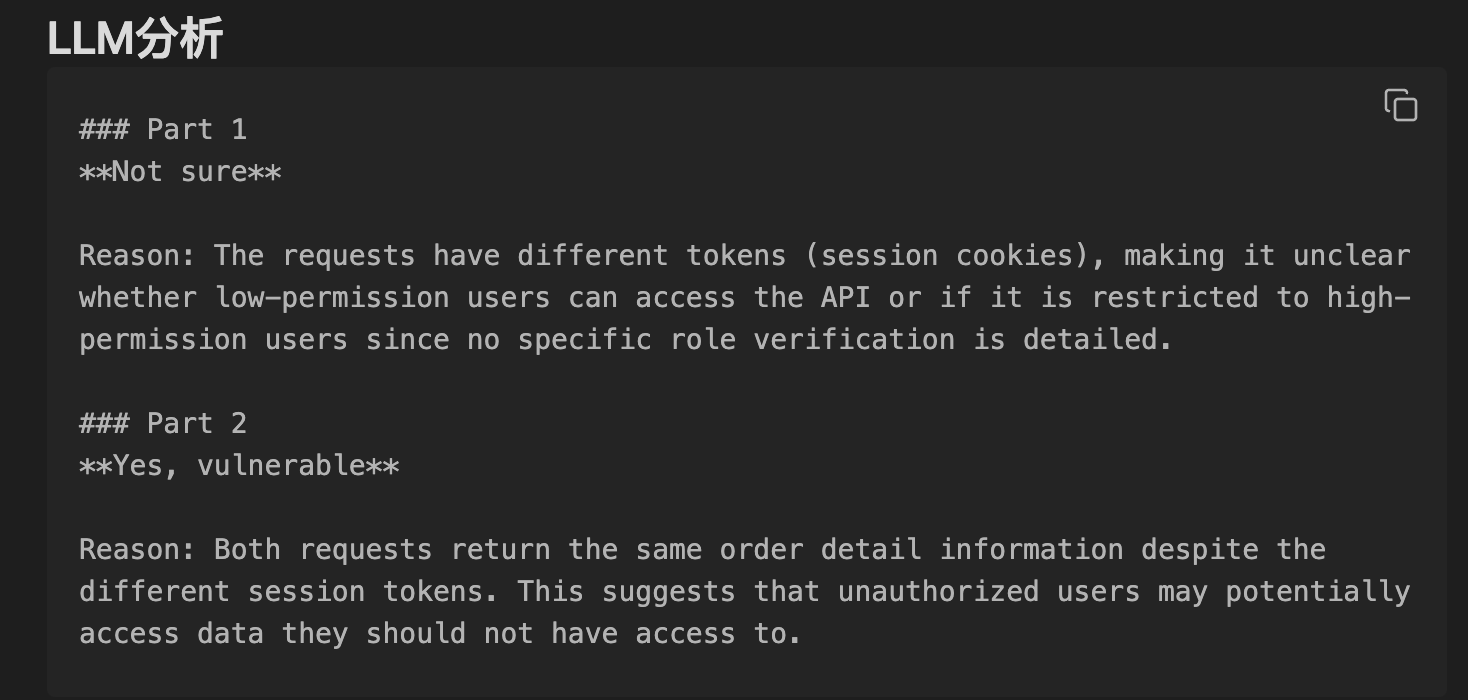 LLM分析
### Part 1
**Not sure**
Reason: The requests have different tokens (session cookies), making it unclear
whether low-permission users can access the API or if it is restricted to high-
permission users since no specific role verification is detailed.
### Part 2
**Yes, vulnerable**
Reason: Both requests return the same order detail information despite the
different session tokens. This suggests that unauthorized users may potentially
access data they should not have access to.